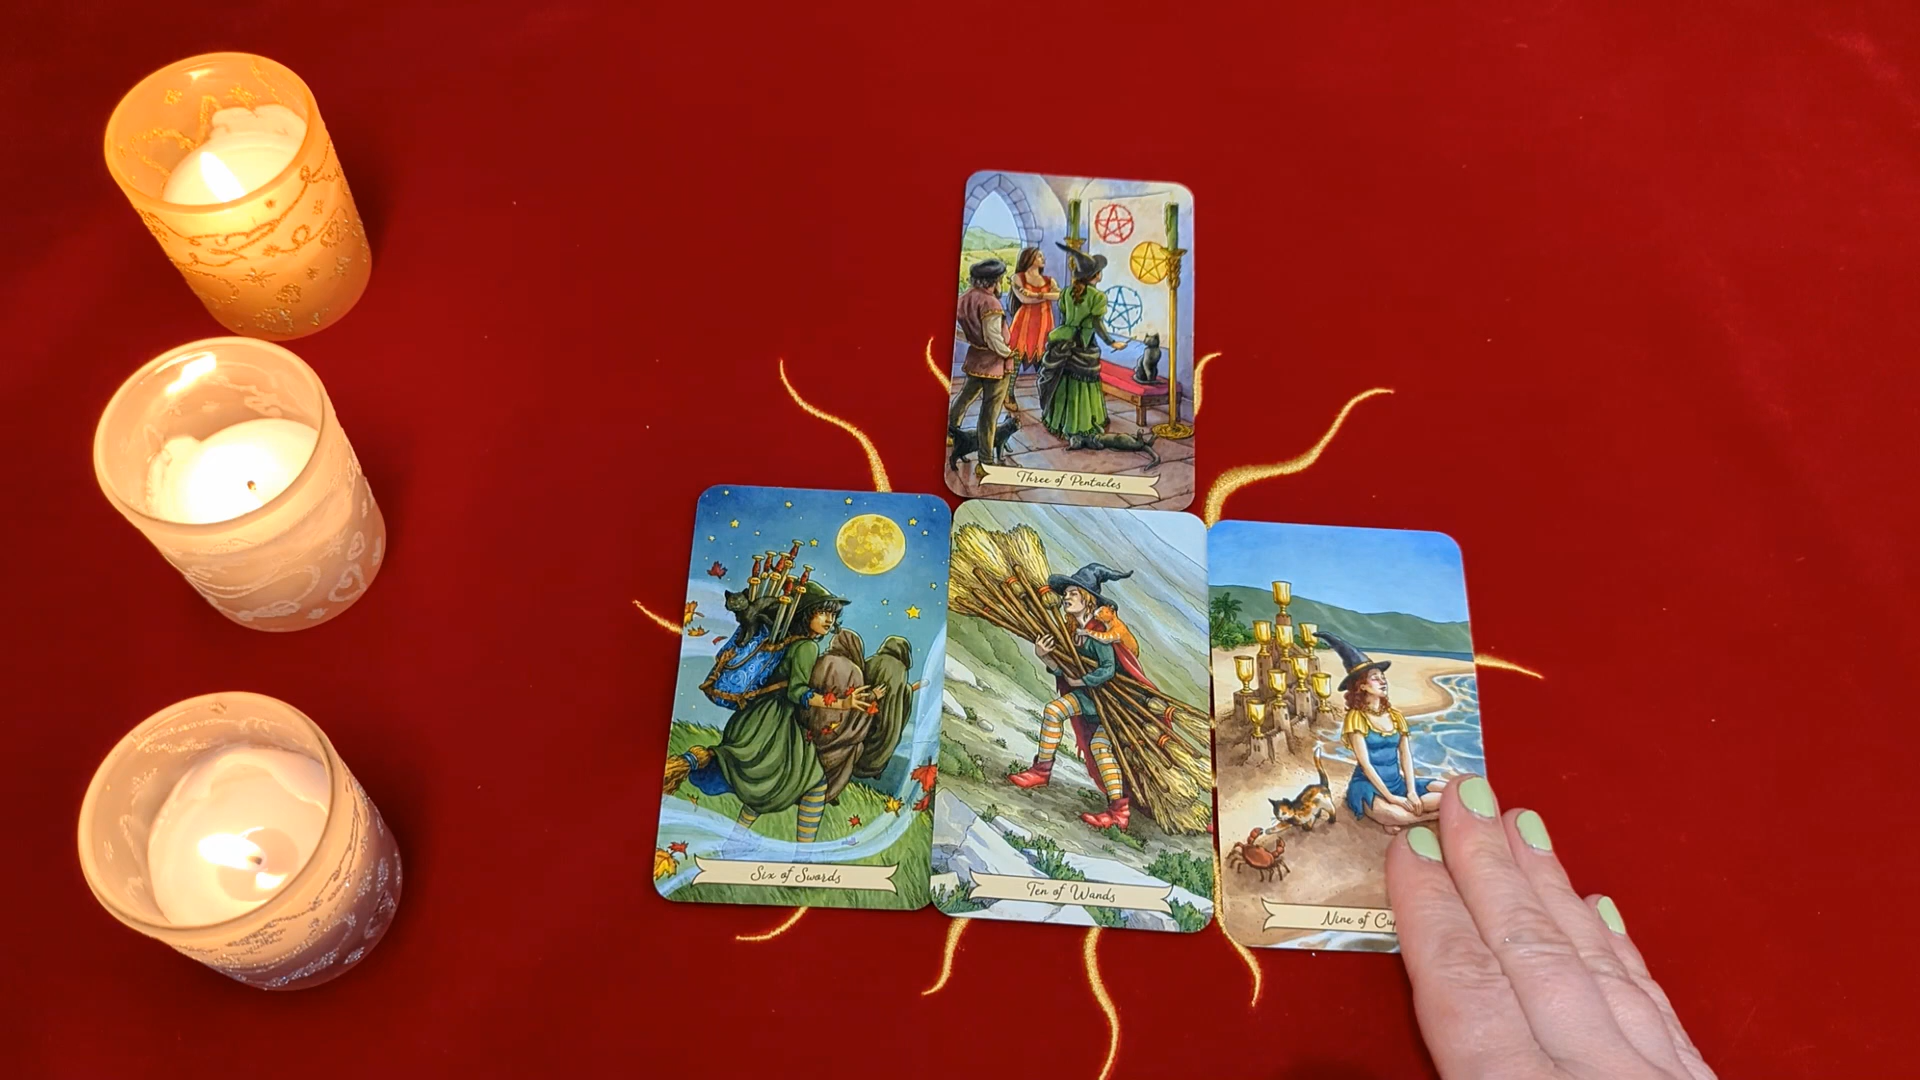 Three of Pentacles
Six of Swords
Ten of Wands
Nine of Cu